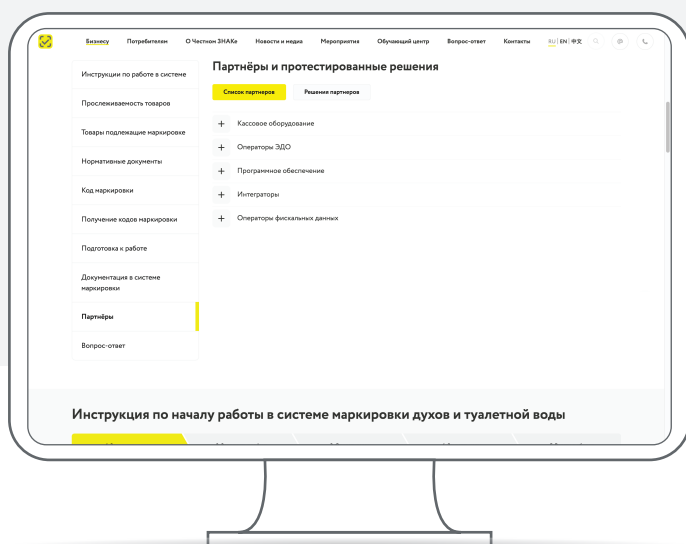 Бизнесу Потребителям О Честном ЗНАКе Новости и медиа Мероприятия Обучающий центр Вопрос-ответ Контакты RU | EN | 中文
Партнёры и протестированные решения
Список партнеров Решения партнеров
Кассовое оборудование
Операторы ЭДО
Программное обеспечение
Интеграторы
Операторы фискальных данных
Инструкции по работе в системе
Прослеживаемость товаров
Товары подлежащие маркировке
Нормативные документы
Код маркировки
Получение кодов маркировки
Подготовка к работе
Документация в системе
маркировки
Партнёры
Вопрос-ответ
Инструкция по началу работы в системе маркировки духов и туалетной воды